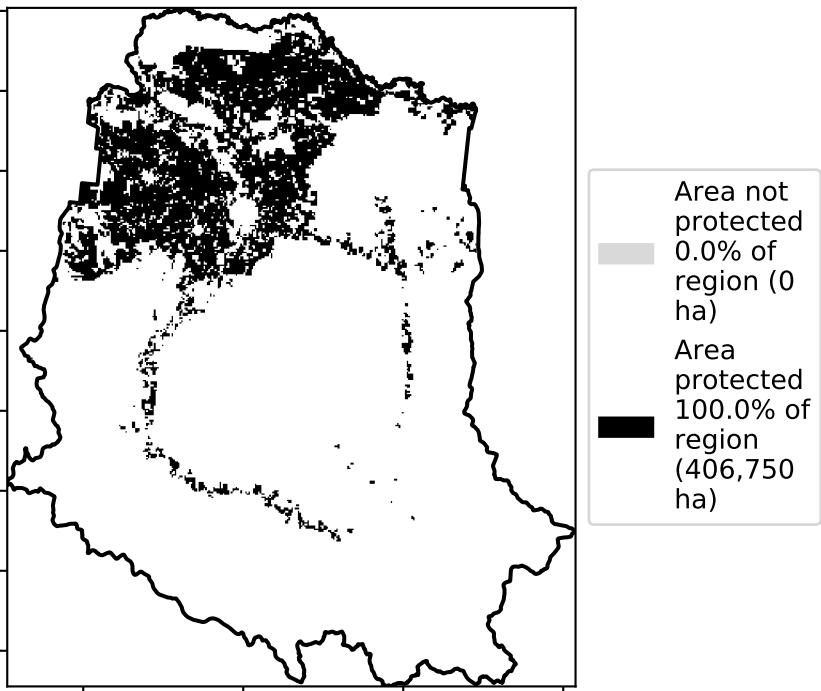 Area not
protected
0.0% of
region (0
ha)
Area
protected
100.0% of
region
(406,750
ha)